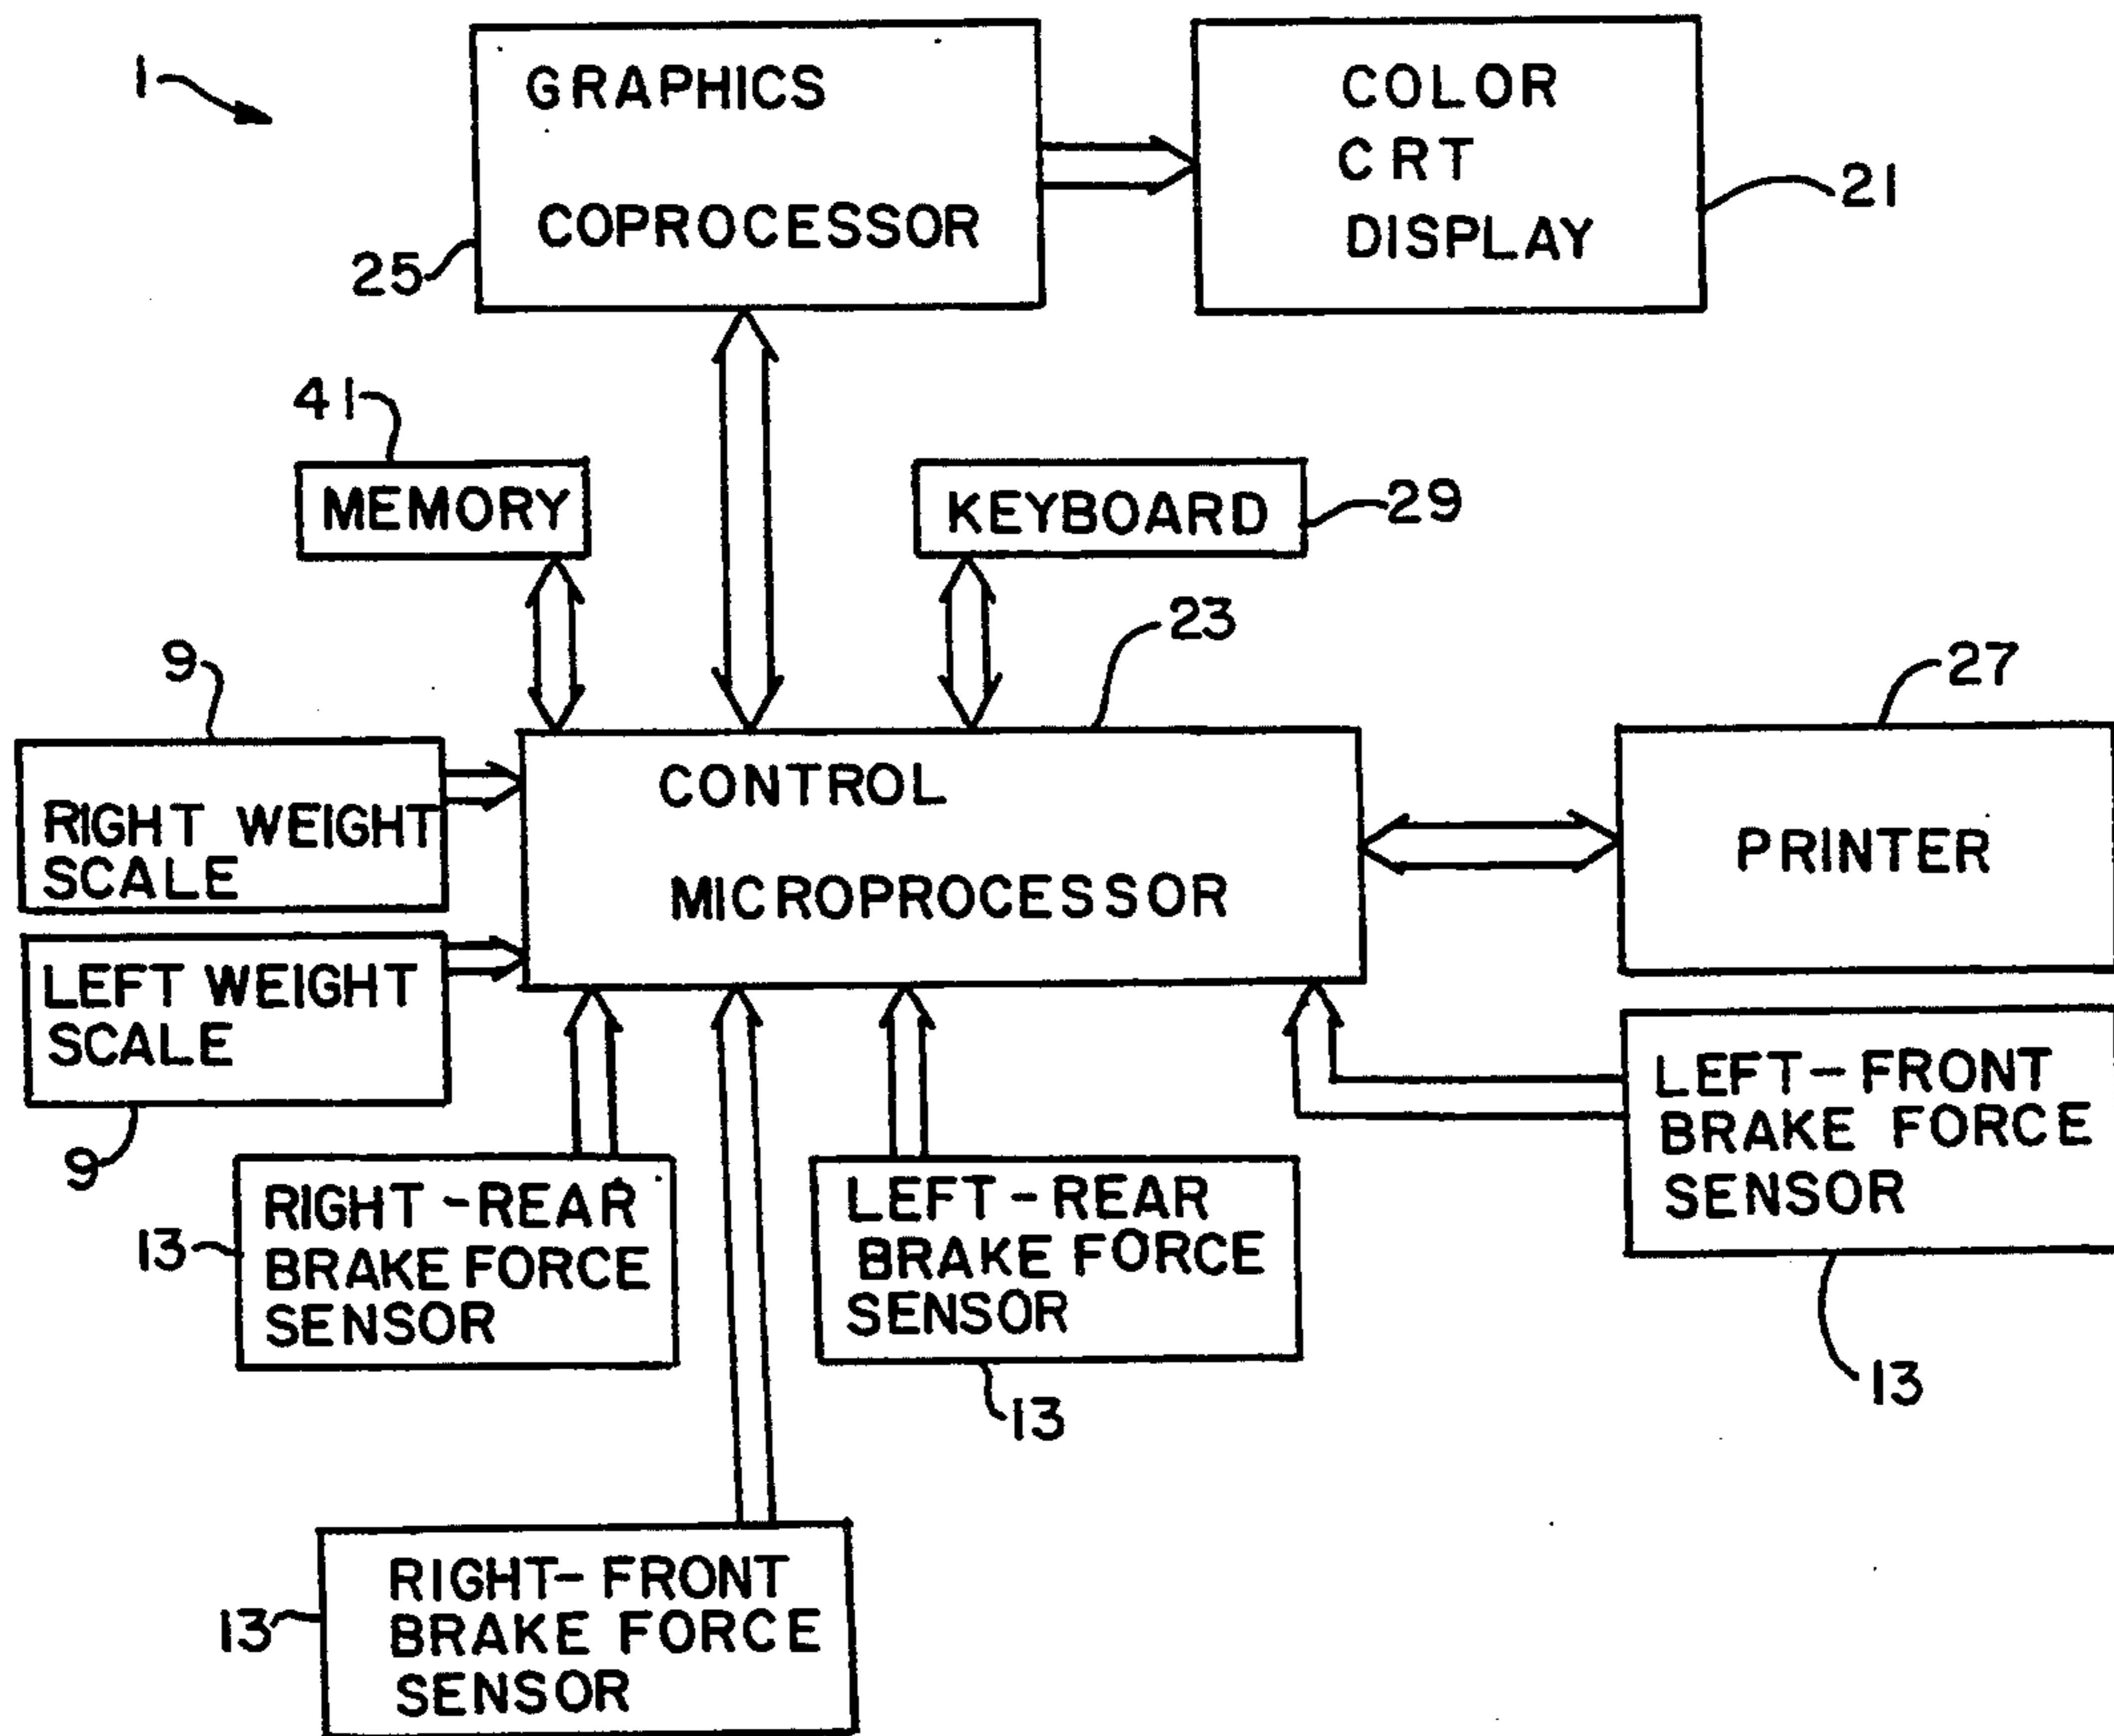 1
GRAPHICS
COPROCESSOR
25
COLOR
CRT
DISPLAY
21
41
MEMORY
KEYBOARD
29
23
9
27
RIGHT WEIGHT
SCALE
CONTROL
MICROPROCESSOR
PRINTER
LEFT WEIGHT
SCALE
9
LEFT-FRONT
BRAKE FORCE
SENSOR
13
RIGHT-REAR
BRAKE FORCE
SENSOR
13
LEFT-REAR
BRAKE FORCE
SENSOR
13
RIGHT-FRONT
BRAKE FORCE
SENSOR
13